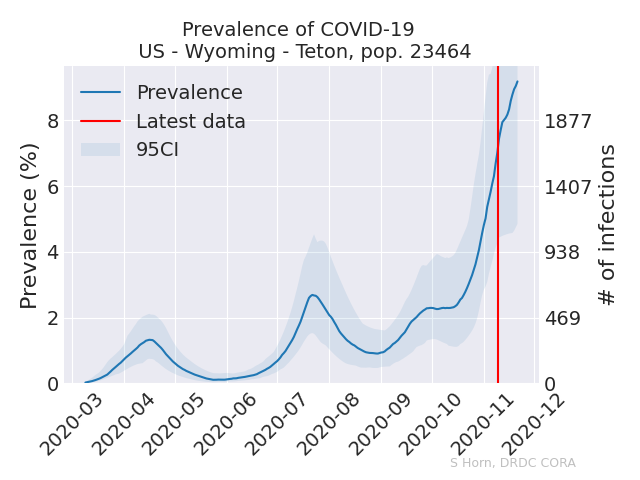 Prevalence of COVID-19
US - Wyoming - Teton, pop. 23464
Prevalence
Latest data
95CI
Prevalence (%)
8
6
4
2
0
1877
1407
938
469
0
# of infections
2020-03
2020-04
2020-05
2020-06
2020-07
2020-08
2020-09
2020-10
2020-11
2020-12
S Horn, DRDC CORA